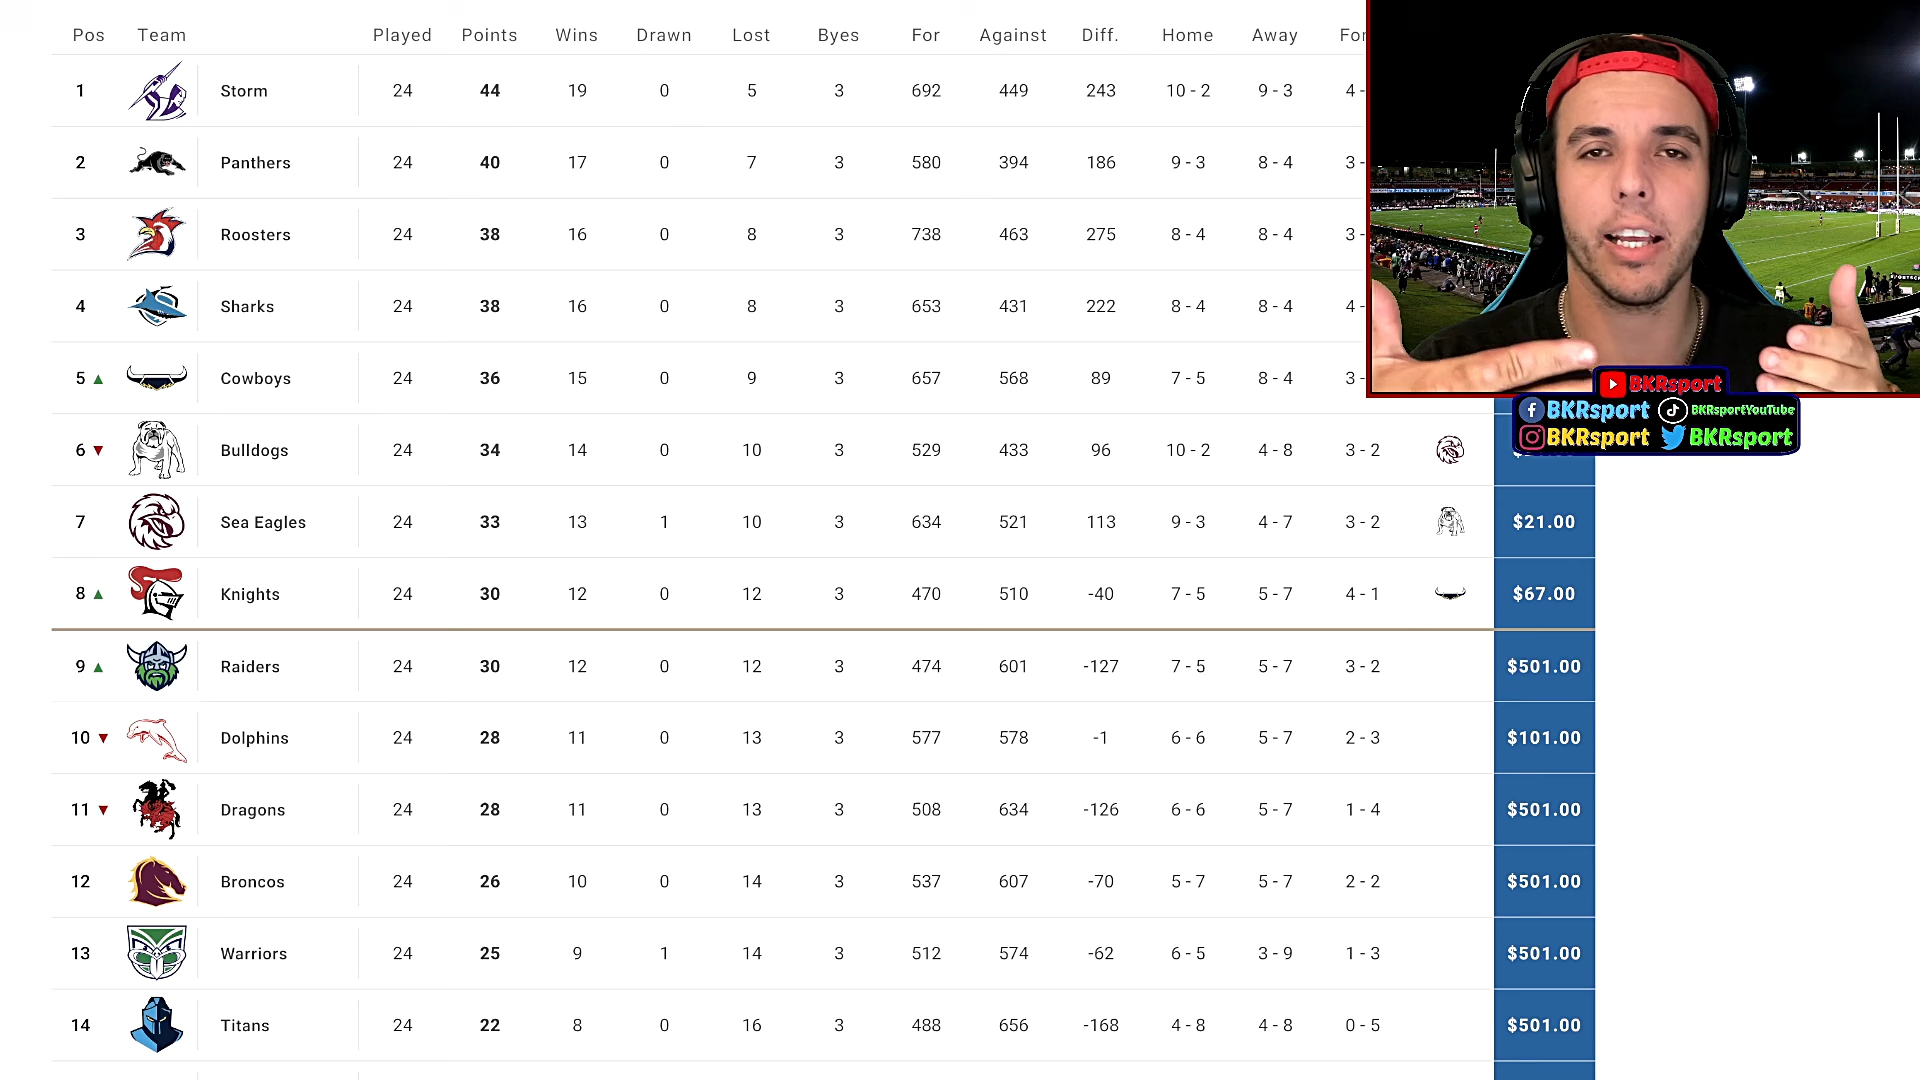 Pos Team Played Points Wins Drawn Lost Byes For Against Diff. Home Away
1 Storm 24 44 19 0 5 3 692 449 243 10 - 2 9 - 3 4 -
2 Panthers 24 40 17 0 7 3 580 394 186 9 - 3 8 - 4 3 -
3 Roosters 24 38 16 0 8 3 738 463 275 8 - 4 8 - 4 3 -
4 Sharks 24 38 16 0 8 3 653 431 222 8 - 4 8 - 4 4 -
5 ▲ Cowboys 24 36 15 0 9 3 657 568 89 7 - 5 8 - 4 3 -
BKRsport
BKRsport BKRsportYouTube
BKRsport BKRsport
6 ▼ Bulldogs 24 34 14 0 10 3 529 433 96 10 - 2 4 - 8 3 - 2
7 Sea Eagles 24 33 13 1 10 3 634 521 113 9 - 3 4 - 7 3 - 2 $21.00
8 ▲ Knights 24 30 12 0 12 3 470 510 -40 7 - 5 5 - 7 4 - 1 $67.00
9 ▲ Raiders 24 30 12 0 12 3 474 601 -127 7 - 5 5 - 7 3 - 2 $501.00
10 ▼ Dolphins 24 28 11 0 13 3 577 578 -1 6 - 6 5 - 7 2 - 3 $101.00
11 ▼ Dragons 24 28 11 0 13 3 508 634 -126 6 - 6 5 - 7 1 - 4 $501.00
12 Broncos 24 26 10 0 14 3 537 607 -70 5 - 7 5 - 7 2 - 2 $501.00
13 Warriors 24 25 9 1 14 3 512 574 -62 6 - 5 3 - 9 1 - 3 $501.00
14 Titans 24 22 8 0 16 3 488 656 -168 4 - 8 4 - 8 0 - 5 $501.00